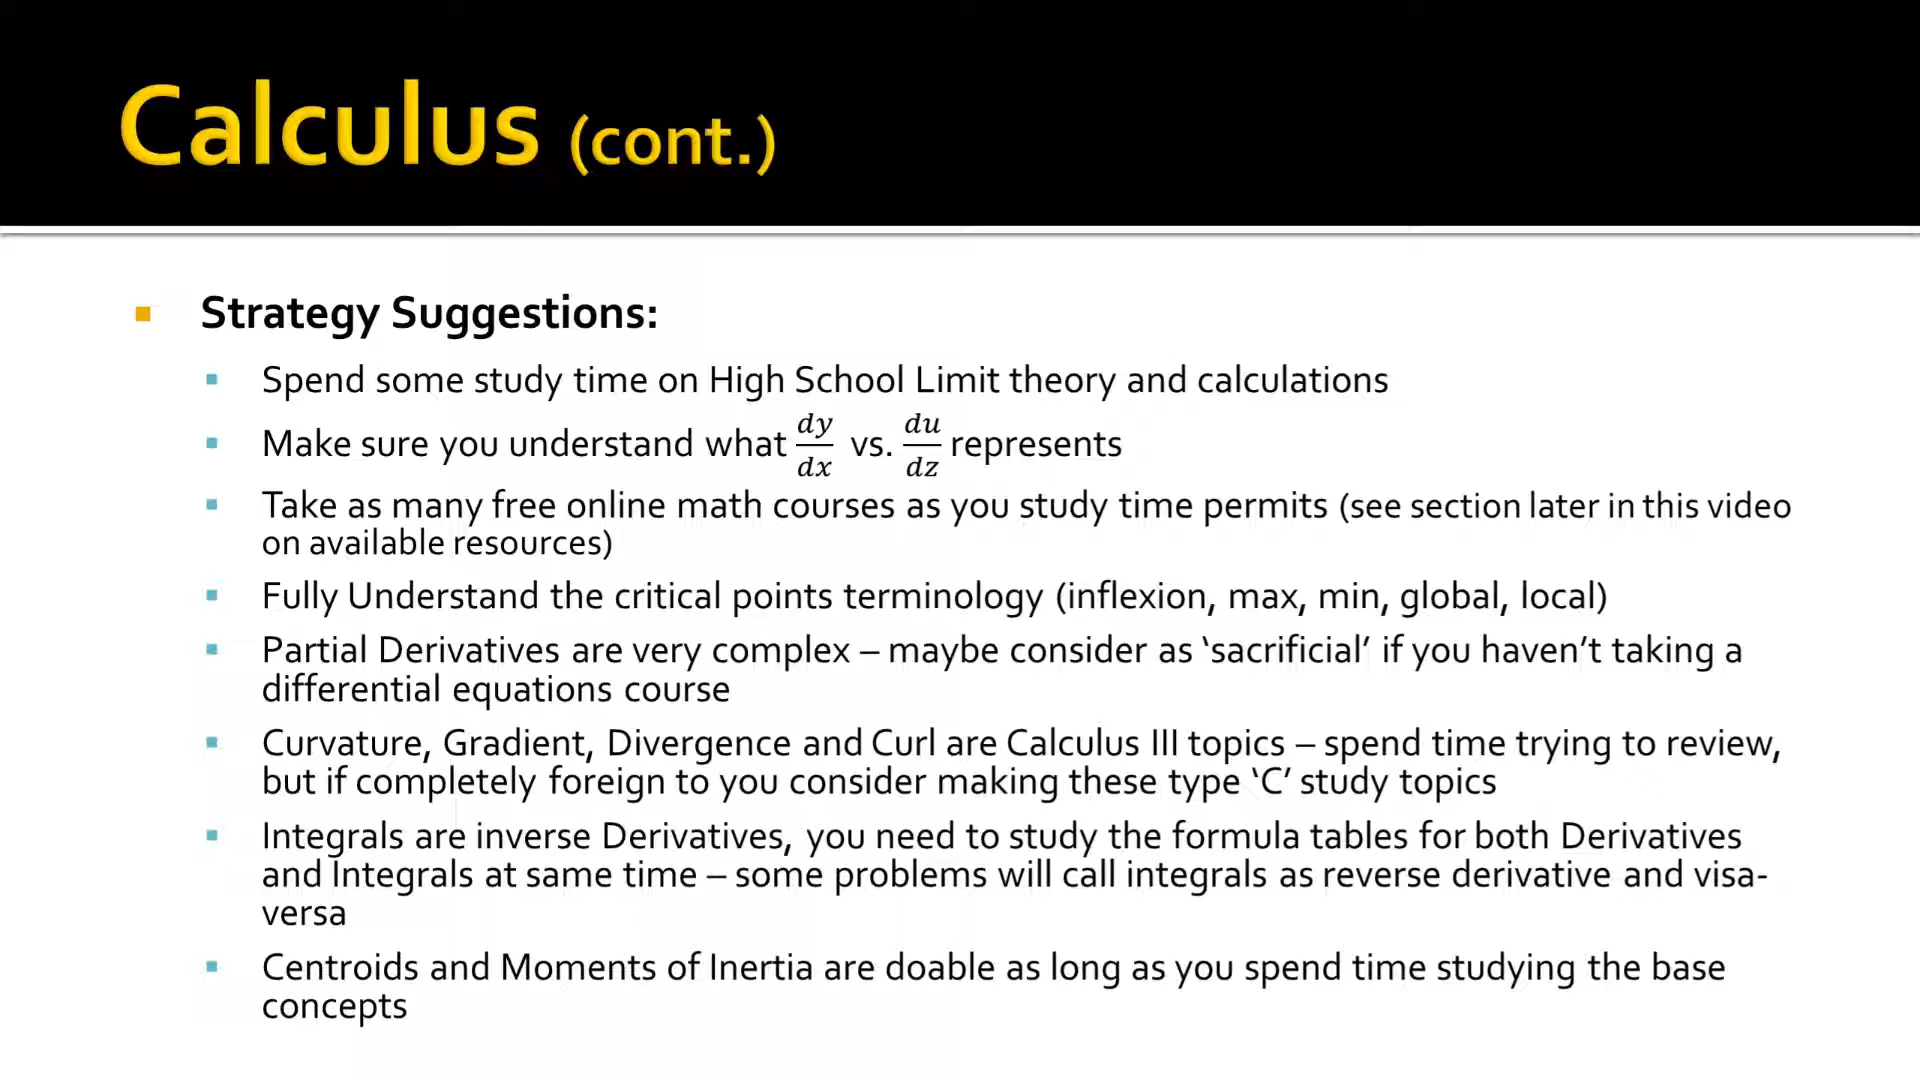 Calculus (cont.)
Strategy Suggestions:
Spend some study time on High School Limit theory and calculations
Make sure you understand what dy/dx vs. du/dz represents
Take as many free online math courses as you study time permits (see section later in this video
on available resources)
Fully Understand the critical points terminology (inflexion, max, min, global, local)
Partial Derivatives are very complex – maybe consider as ‘sacrificial’ if you haven’t taking a
differential equations course
Curvature, Gradient, Divergence and Curl are Calculus III topics – spend time trying to review,
but if completely foreign to you consider making these type ‘C’ study topics
Integrals are inverse Derivatives, you need to study the formula tables for both Derivatives
and Integrals at same time – some problems will call integrals as reverse derivative and visa-
versa
Centroids and Moments of Inertia are doable as long as you spend time studying the base
concepts